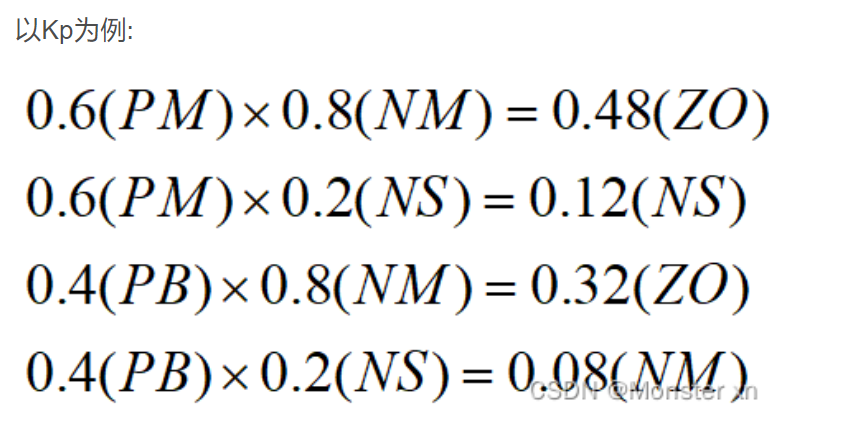 以Kp为例:
0.6(PM)×0.8(NM)=0.48(ZO)
0.6(PM)×0.2(NS)=0.12(NS)
0.4(PB)×0.8(NM)=0.32(ZO)
0.4(PB)×0.2(NS)=0.08(NM)
CSDN @Monster xn